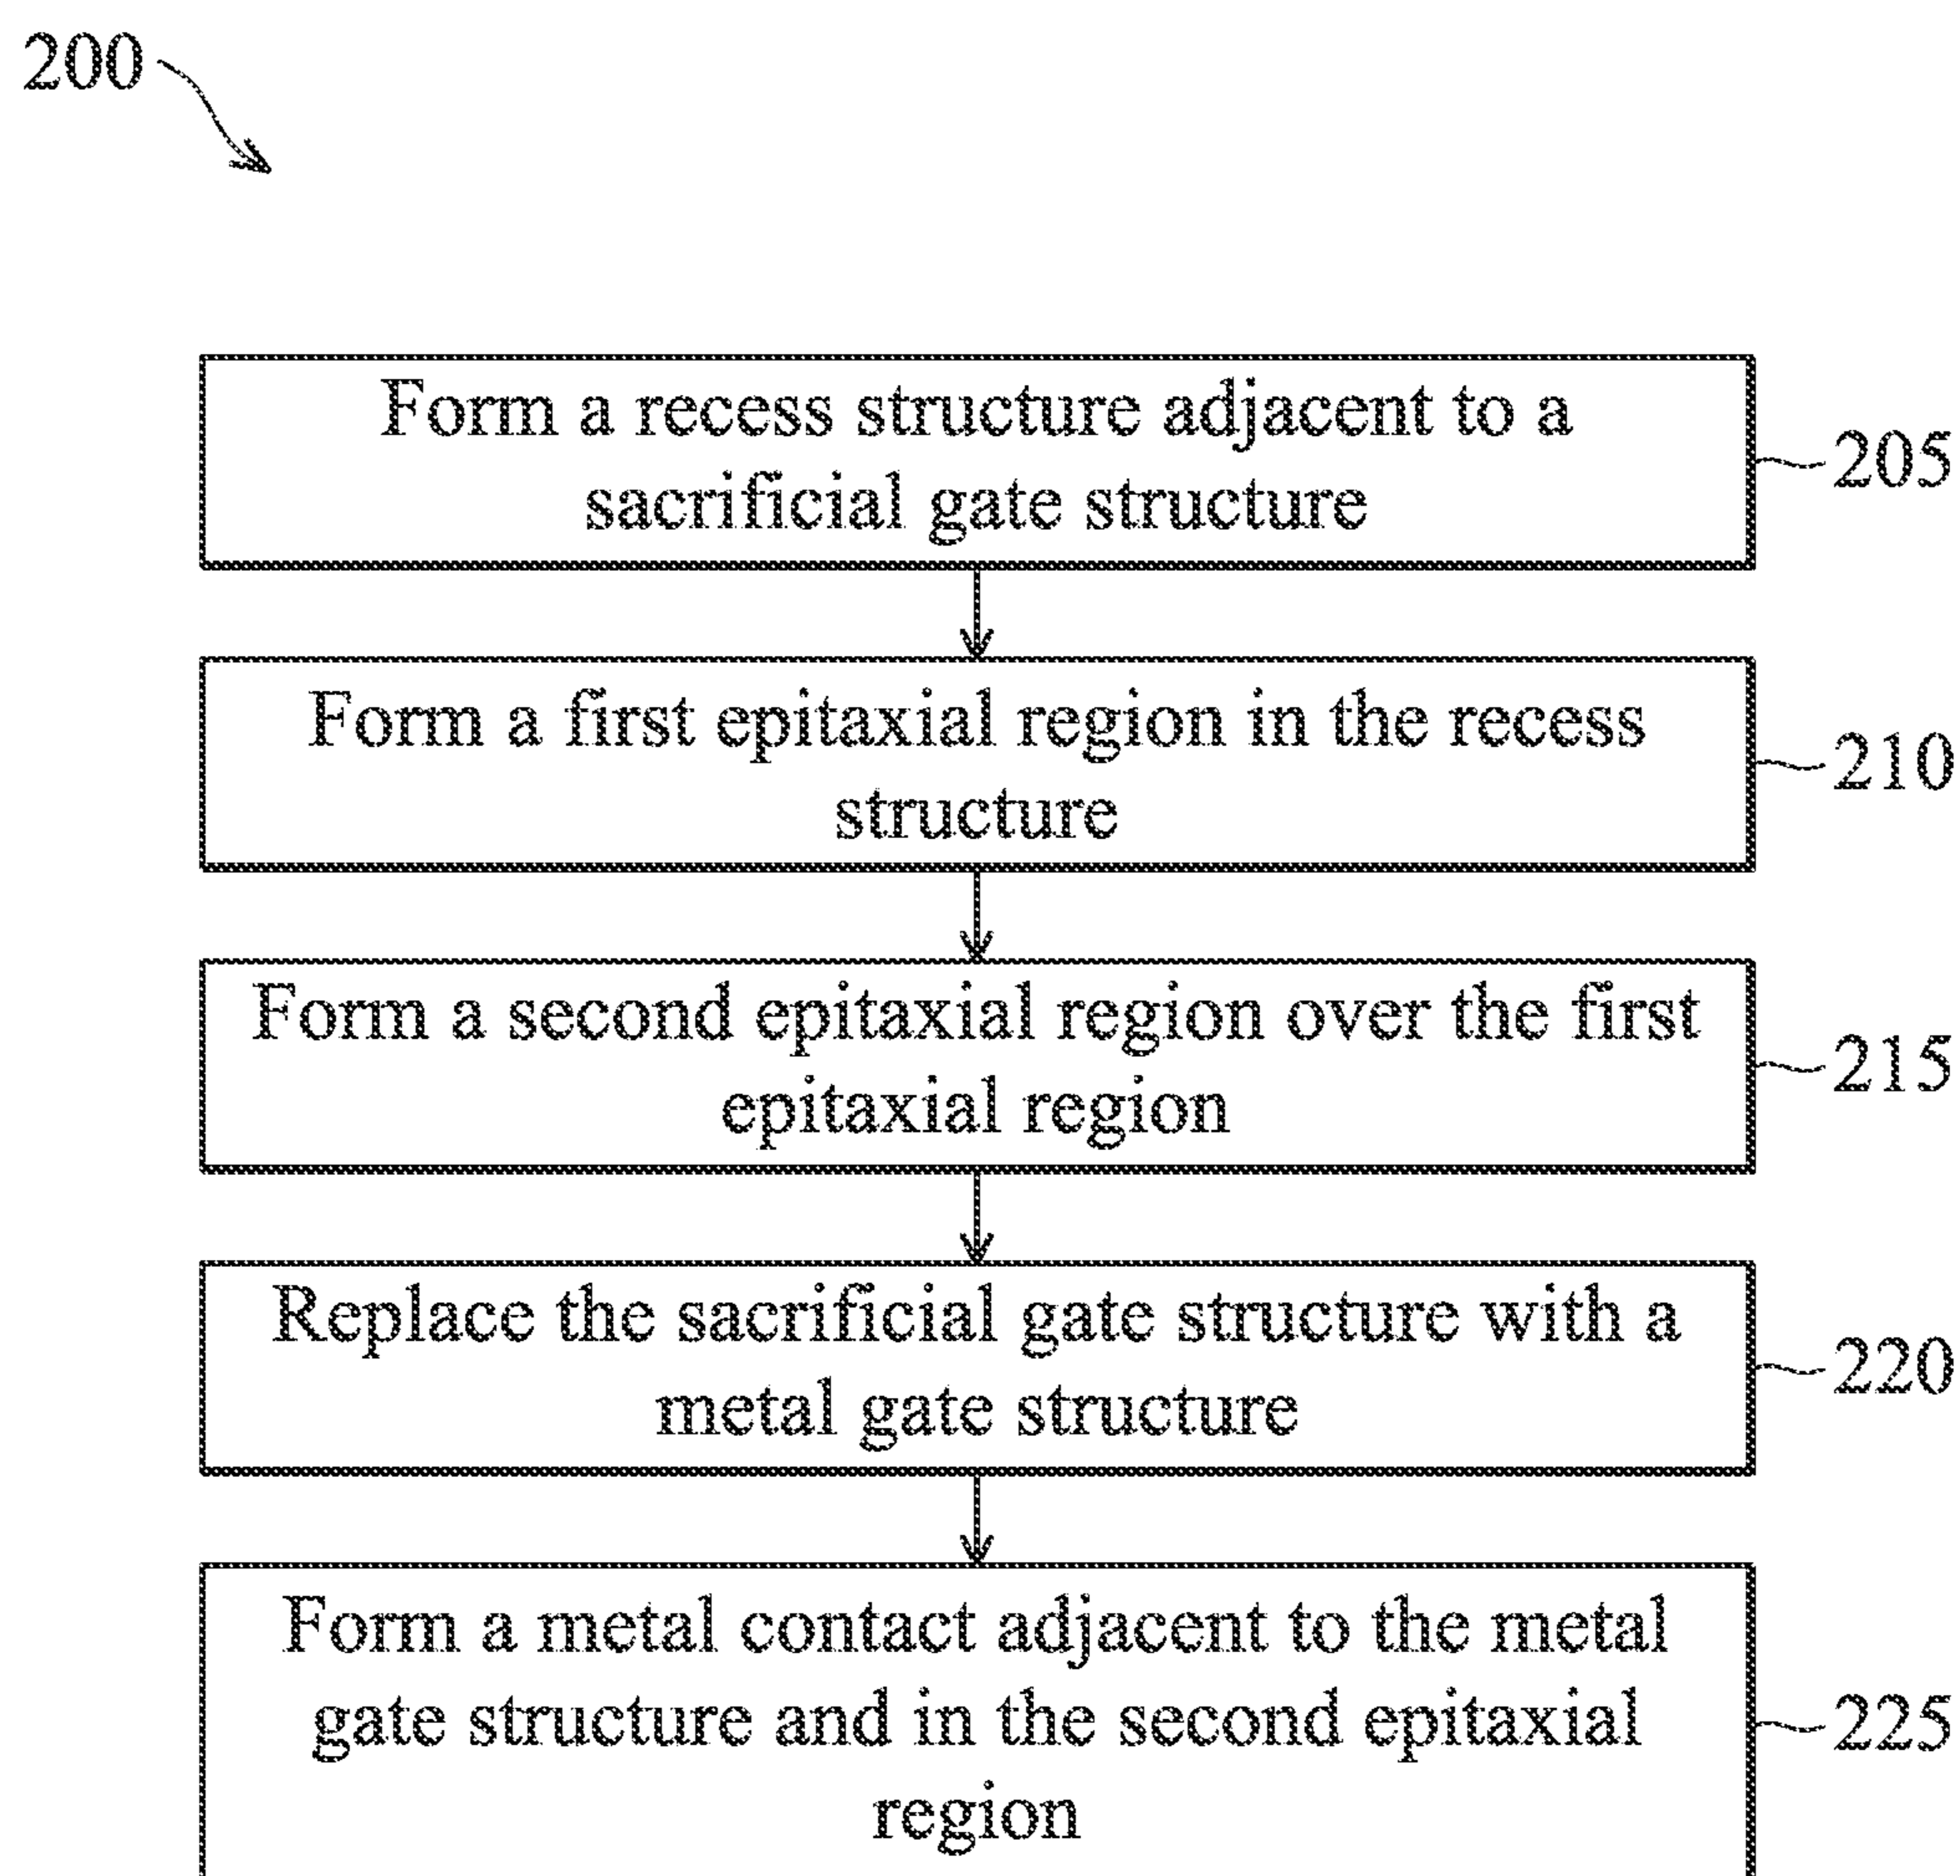 200
Form a recess structure adjacent to a
sacrificial gate structure
205
Form a first epitaxial region in the recess
structure
210
Form a second epitaxial region over the first
epitaxial region
215
Replace the sacrificial gate structure with a
metal gate structure
220
Form a metal contact adjacent to the metal
gate structure and in the second epitaxial
region
225